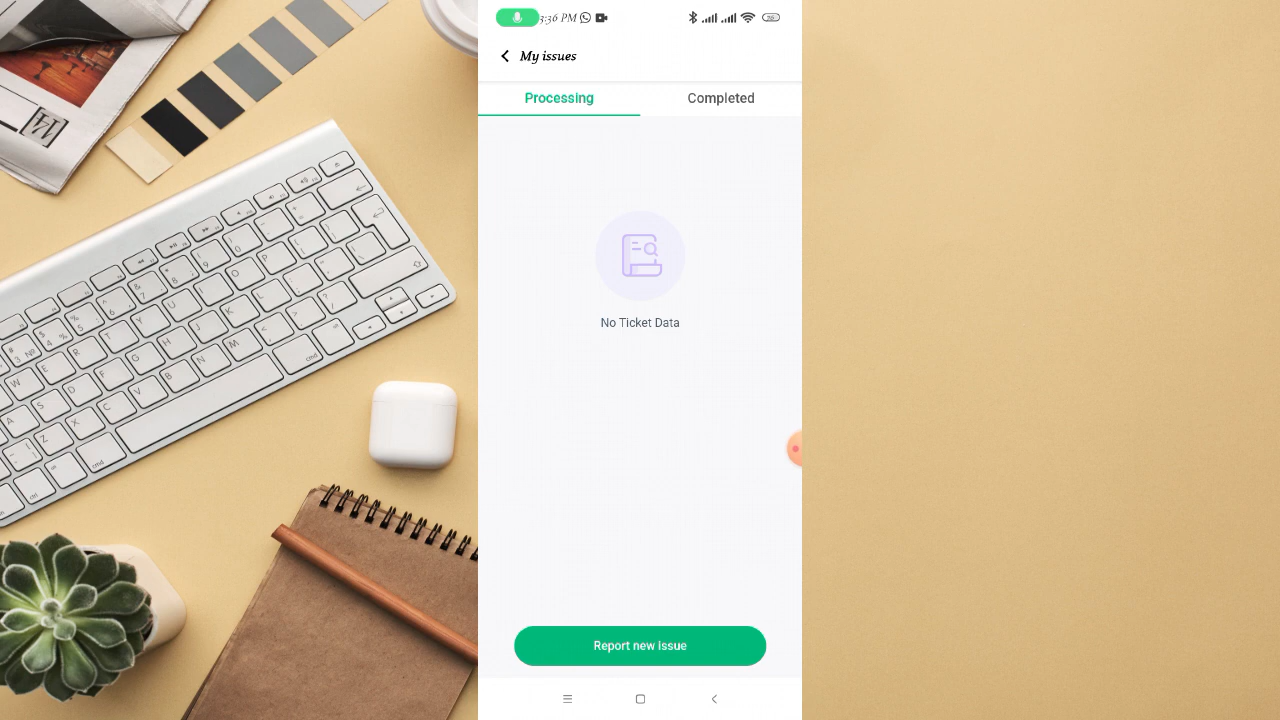 3:36 PM
My issues
Processing
Completed
No Ticket Data
Report new issue